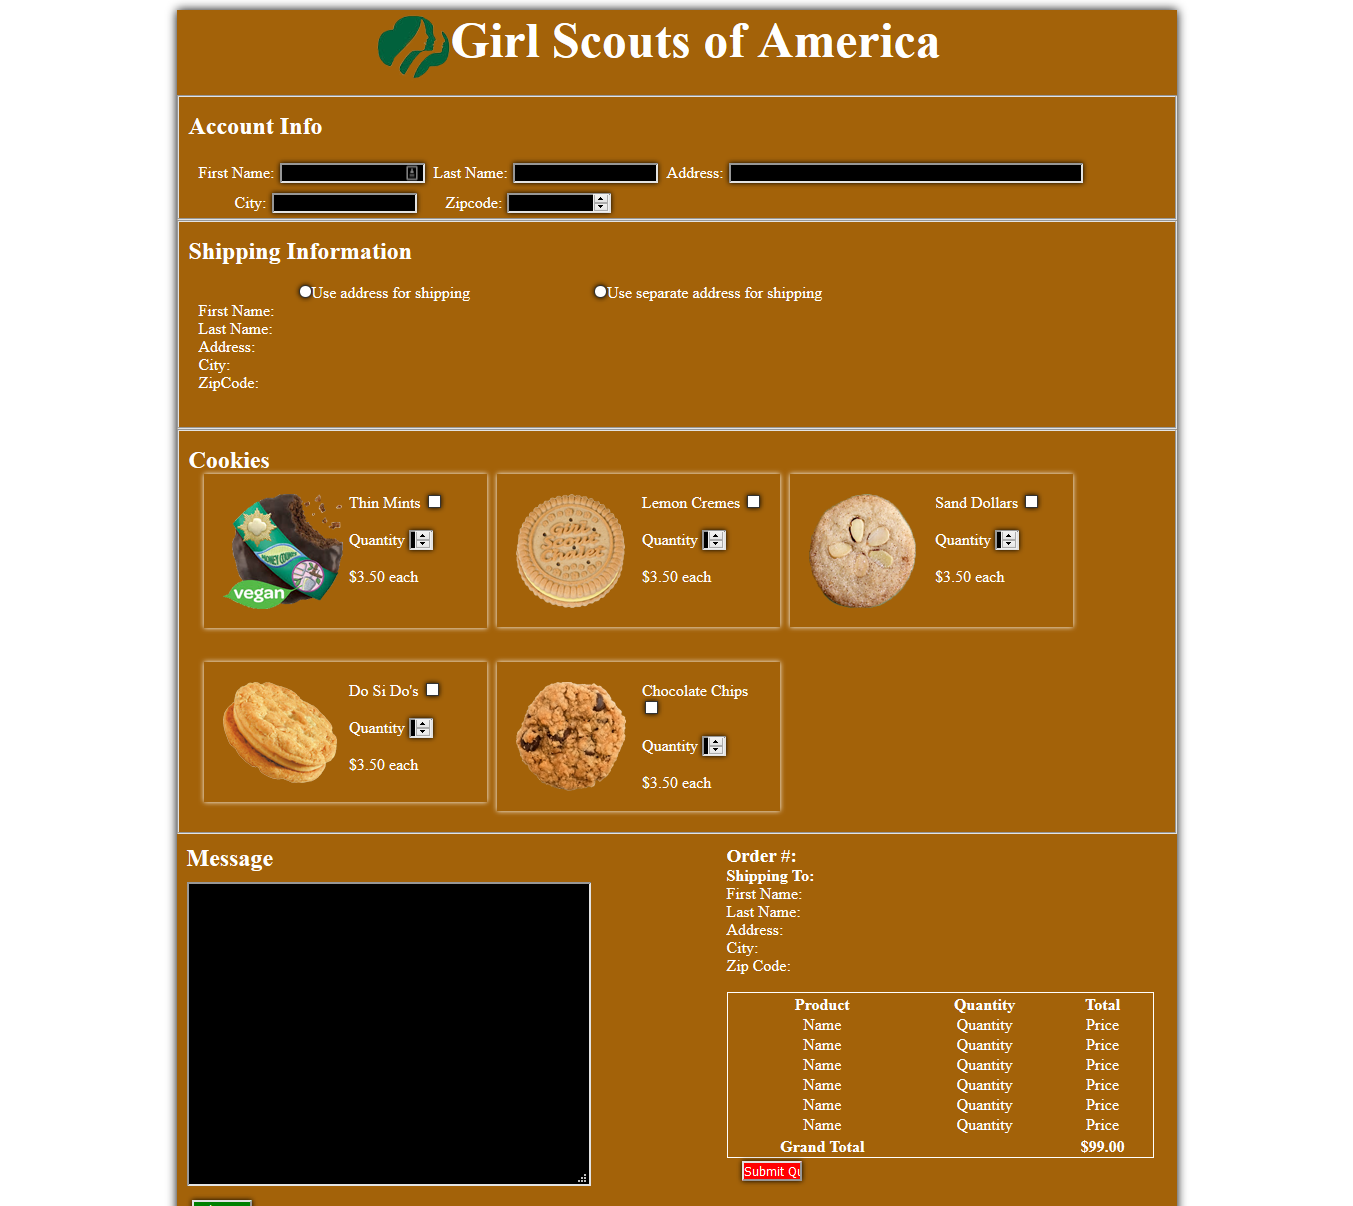 Girl Scouts of America
Account Info
First Name: Last Name: Address:
City: Zipcode:
Shipping Information
Use address for shipping Use separate address for shipping
First Name:
Last Name:
Address:
City:
ZipCode:
Cookies
Thin Mints
Quantity
$3.50 each
vegan
Lemon Cremes
Quantity
$3.50 each
Sand Dollars
Quantity
$3.50 each
Do Si Do's
Quantity
$3.50 each
Chocolate Chips
Quantity
$3.50 each
Message
Order #:
Shipping To:
First Name:
Last Name:
Address:
City:
Zip Code:
Product Quantity Total
Name Quantity Price
Name Quantity Price
Name Quantity Price
Name Quantity Price
Name Quantity Price
Name Quantity Price
Grand Total $99.00
Submit Qu